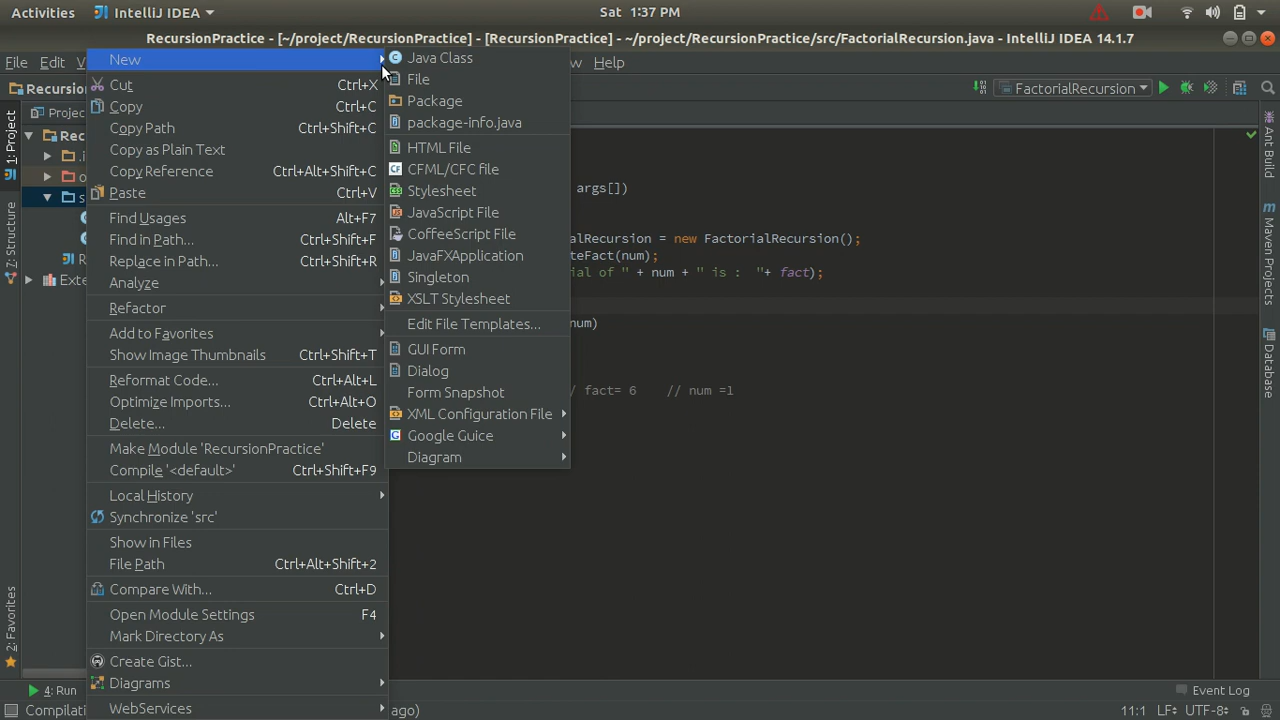 Activities IntelliJ IDEA Sat 1:37 PM
RecursionPractice - [~/project/RecursionPractice] - [RecursionPractice] - ~/project/RecursionPractice/src/FactorialRecursion.java - IntelliJ IDEA 14.1.7
File Edit V w Help
Recursion FactorialRecursion
Projec
Rec
.i
o
s
R
Exte
1: Project
7: Structure
2: Favorites
New
Cut Ctrl+X
Copy Ctrl+C
Copy Path Ctrl+Shift+C
Copy as Plain Text
Copy Reference Ctrl+Alt+Shift+C
Paste Ctrl+V
Find Usages Alt+F7
Find in Path... Ctrl+Shift+F
Replace in Path... Ctrl+Shift+R
Analyze
Refactor
Add to Favorites
Show Image Thumbnails Ctrl+Shift+T
Reformat Code... Ctrl+Alt+L
Optimize Imports... Ctrl+Alt+O
Delete... Delete
Make Module 'RecursionPractice'
Compile '<default>' Ctrl+Shift+F9
Local History
Synchronize 'src'
Show in Files
File Path Ctrl+Alt+Shift+2
Compare With... Ctrl+D
Open Module Settings F4
Mark Directory As
Create Gist...
Diagrams
WebServices
Java Class
File
Package
package-info.java
HTML File
CFML/CFC file
Stylesheet
JavaScript File
CoffeeScript File
JavaFXApplication
Singleton
XSLT Stylesheet
Edit File Templates...
GUI Form
Dialog
Form Snapshot
XML Configuration File
Google Guice
Diagram
args[])
alRecursion = new FactorialRecursion();
teFact(num);
ial of " + num + " is :  "+ fact);
num)
/ fact= 6    // num =1
Ant Build
Maven Projects
Database
4: Run Event Log
Compilati ago) 11:1 LF UTF-8